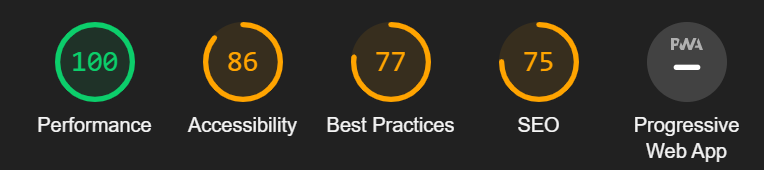 100 86 77 75 PWA
Performance Accessibility Best Practices SEO Progressive
Web App